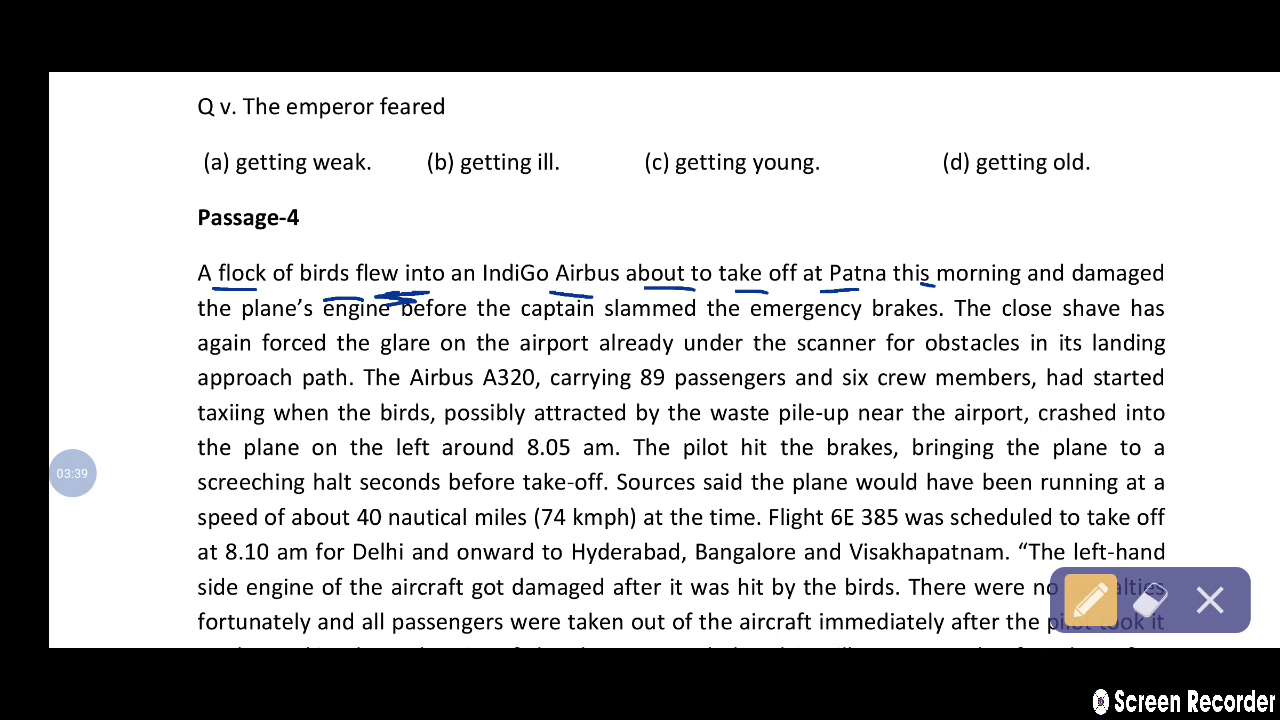 Q v. The emperor feared
(a) getting weak. (b) getting ill. (c) getting young. (d) getting old.
Passage-4
A flock of birds flew into an IndiGo Airbus about to take off at Patna this morning and damaged
the plane’s engine before the captain slammed the emergency brakes. The close shave has
again forced the glare on the airport already under the scanner for obstacles in its landing
approach path. The Airbus A320, carrying 89 passengers and six crew members, had started
taxiing when the birds, possibly attracted by the waste pile-up near the airport, crashed into
the plane on the left around 8.05 am. The pilot hit the brakes, bringing the plane to a
screeching halt seconds before take-off. Sources said the plane would have been running at a
speed of about 40 nautical miles (74 kmph) at the time. Flight 6E 385 was scheduled to take off
at 8.10 am for Delhi and onward to Hyderabad, Bangalore and Visakhapatnam. “The left-hand
side engine of the aircraft got damaged after it was hit by the birds. There were no
fortunately and all passengers were taken out of the aircraft immediately after the pilot took it
03:39
Screen Recorder